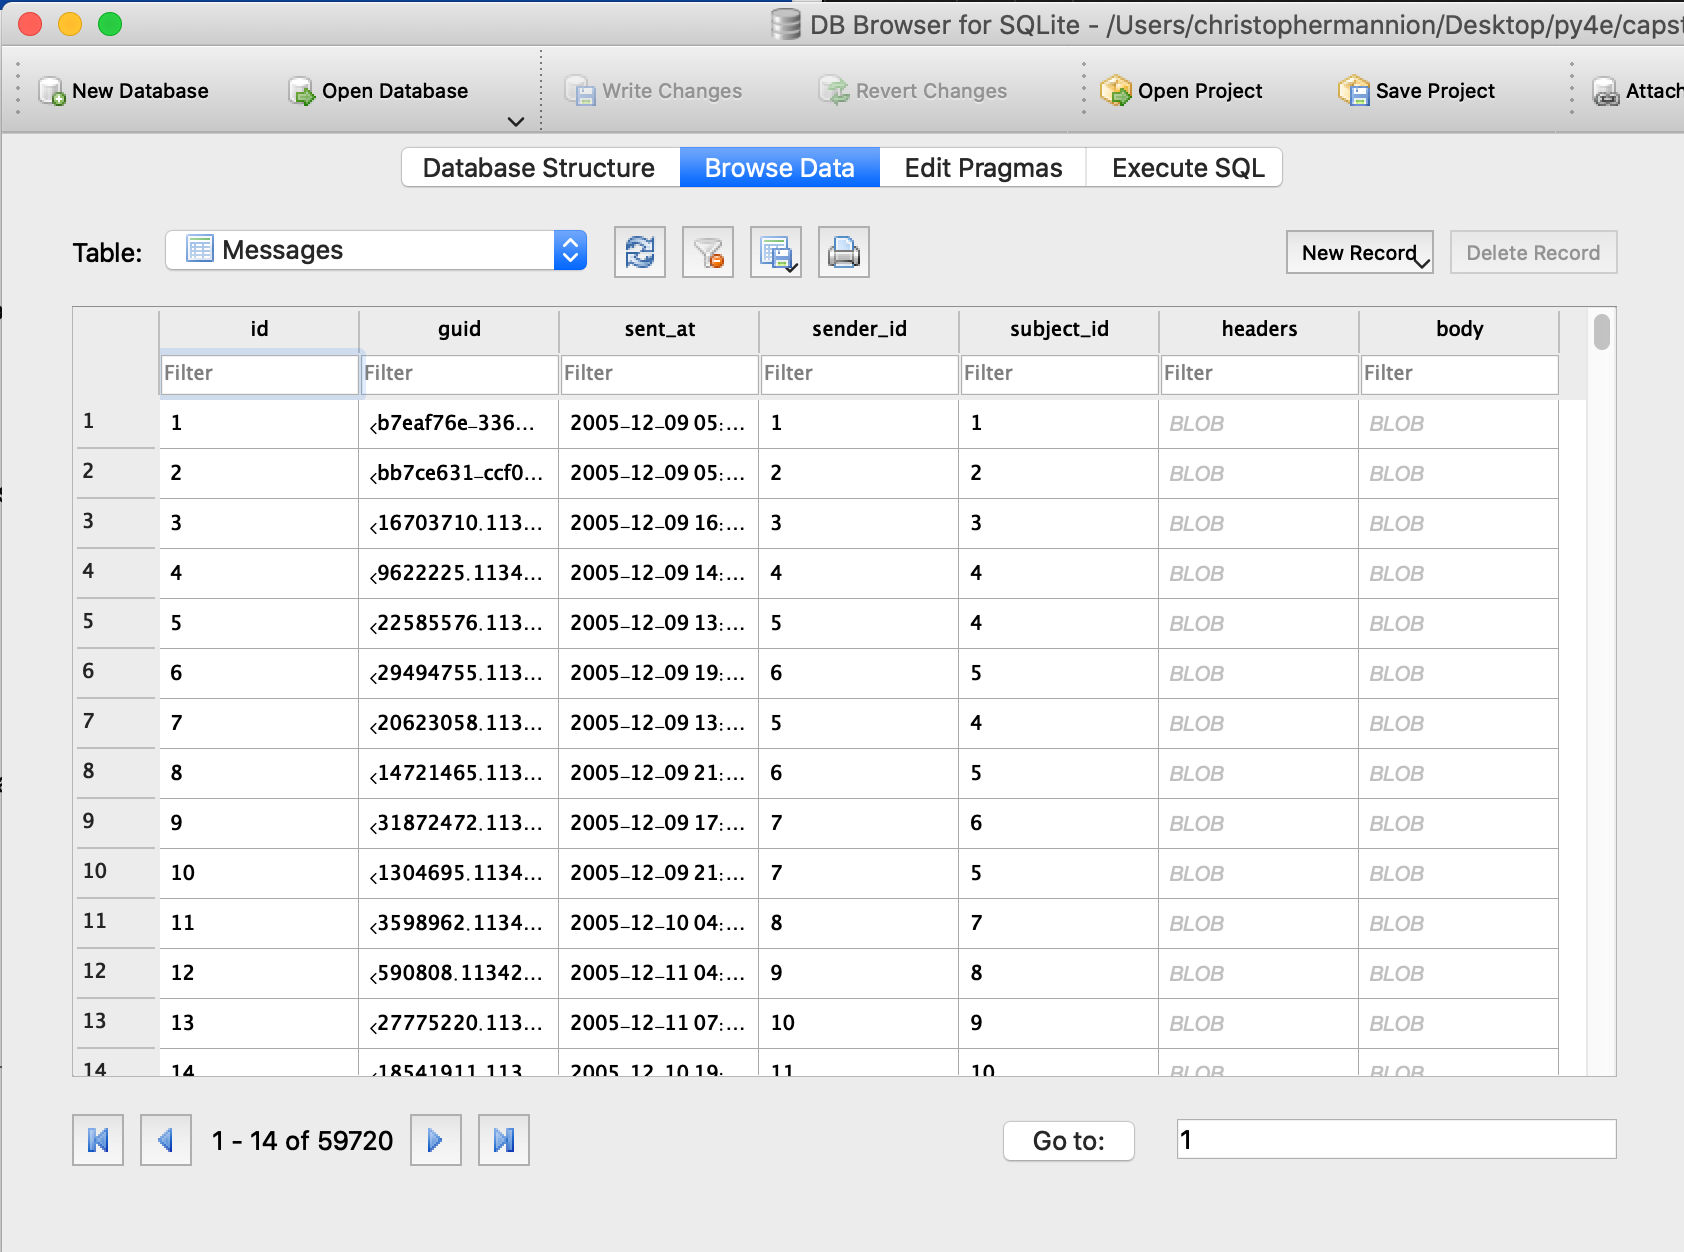 DB Browser for SQLite - /Users/christophermannion/Desktop/py4e/capst
New Database Open Database Write Changes Revert Changes Open Project Save Project Attach
Database Structure Browse Data Edit Pragmas Execute SQL
Table: Messages New Record Delete Record
id guid sent_at sender_id subject_id headers body
Filter Filter Filter Filter Filter Filter Filter
1 1 <b7eaf76e-336... 2005-12-09 05:... 1 1 BLOB BLOB
2 2 <bb7ce631-ccf0... 2005-12-09 05:... 2 2 BLOB BLOB
3 3 <16703710.113... 2005-12-09 16:... 3 3 BLOB BLOB
4 4 <9622225.1134... 2005-12-09 14:... 4 4 BLOB BLOB
5 5 <22585576.113... 2005-12-09 13:... 5 4 BLOB BLOB
6 6 <29494755.113... 2005-12-09 19:... 6 5 BLOB BLOB
7 7 <20623058.113... 2005-12-09 13:... 5 4 BLOB BLOB
8 8 <14721465.113... 2005-12-09 21:... 6 5 BLOB BLOB
9 9 <31872472.113... 2005-12-09 17:... 7 6 BLOB BLOB
10 10 <1304695.1134... 2005-12-09 21:... 7 5 BLOB BLOB
11 11 <3598962.1134... 2005-12-10 04:... 8 7 BLOB BLOB
12 12 <590808.11342... 2005-12-11 04:... 9 8 BLOB BLOB
13 13 <27775220.113... 2005-12-11 07:... 10 9 BLOB BLOB
14 14 <18541911.113... 2005-12-10 19:... 11 10 BLOB BLOB
1 - 14 of 59720 Go to: 1